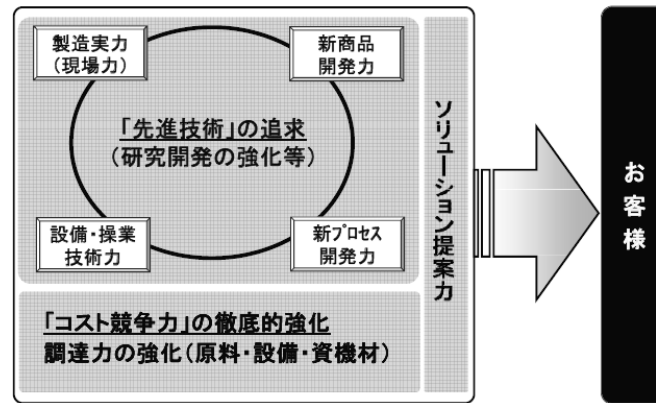 製造実力
（現場力）
新商品
開発力
「先進技術」の追求
（研究開発の強化等）
設備・操業
技術力
新プロセス
開発力
「コスト競争力」の徹底的強化
調達力の強化（原料・設備・資機材）
ソリューション提案力
お客様